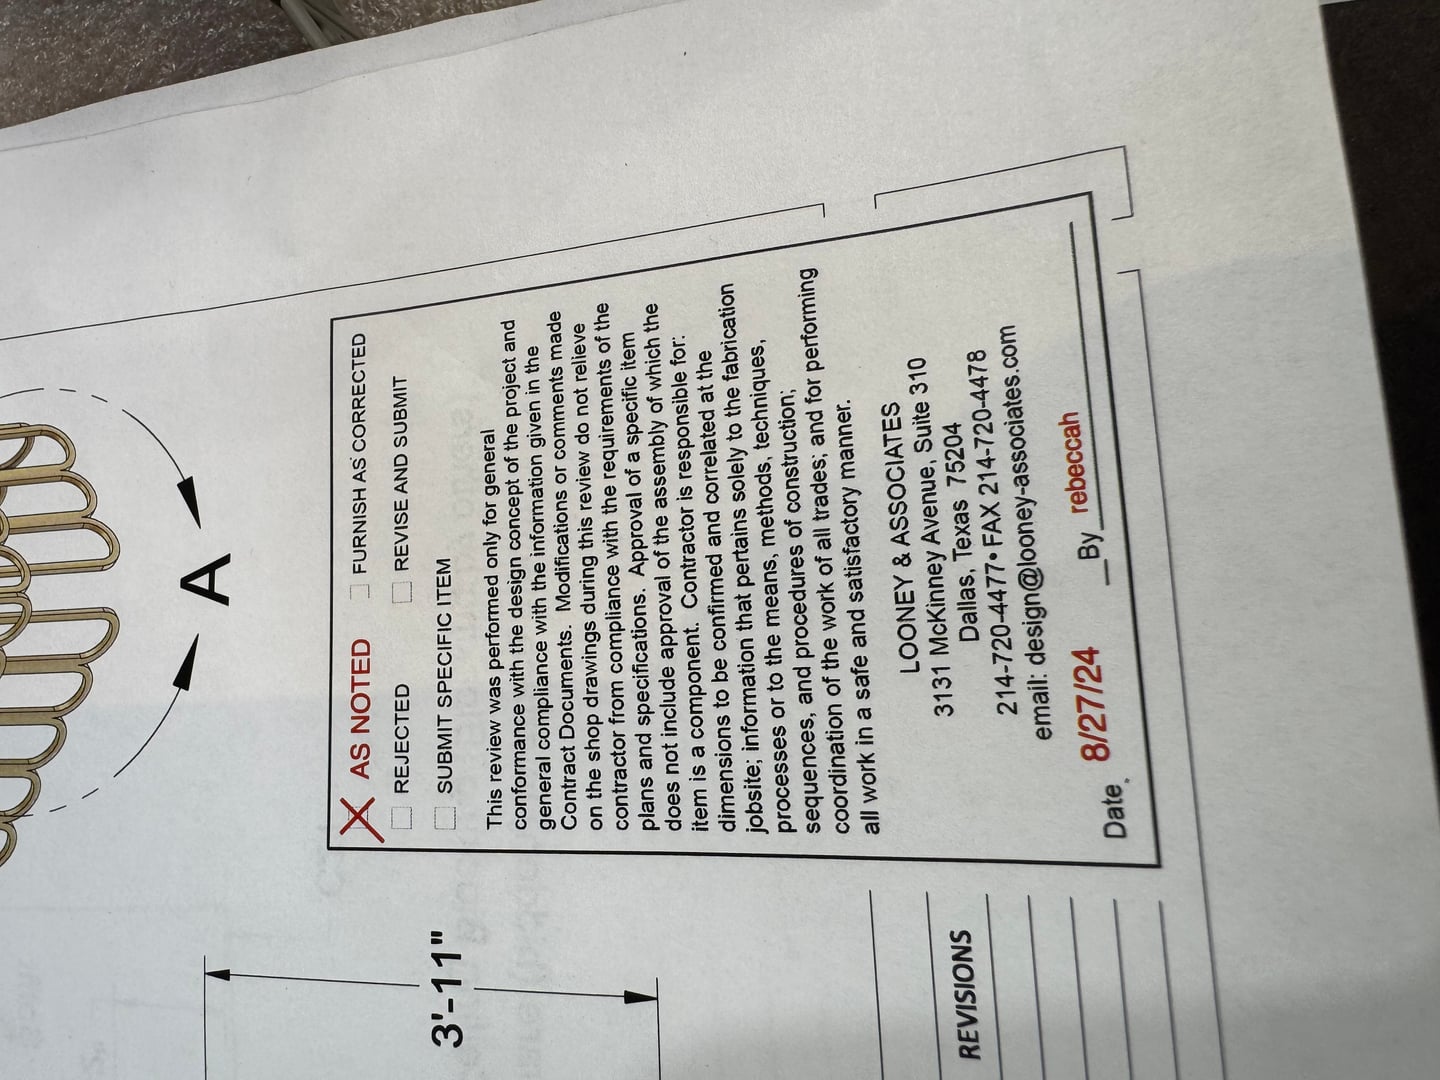 A
3'-11"
AS NOTED
FURNISH AS CORRECTED
REJECTED
REVISE AND SUBMIT
SUBMIT SPECIFIC ITEM
This review was performed only for general
conformance with the design concept of the project and
general compliance with the information given in the
Contract Documents. Modifications or comments made
on the shop drawings during this review do not relieve
contractor from compliance with the requirements of the
plans and specifications. Approval of a specific item
does not include approval of the assembly of which the
item is a component. Contractor is responsible for:
dimensions to be confirmed and correlated at the
jobsite; information that pertains solely to the fabrication
processes or to the means, methods, techniques,
sequences, and procedures of construction;
coordination of the work of all trades; and for performing
all work in a safe and satisfactory manner.
LOONEY & ASSOCIATES
3131 McKinney Avenue, Suite 310
Dallas, Texas 75204
214-720-4477• FAX 214-720-4478
email: design@looney-associates.com
Date 8/27/24 By rebeccah
REVISIONS